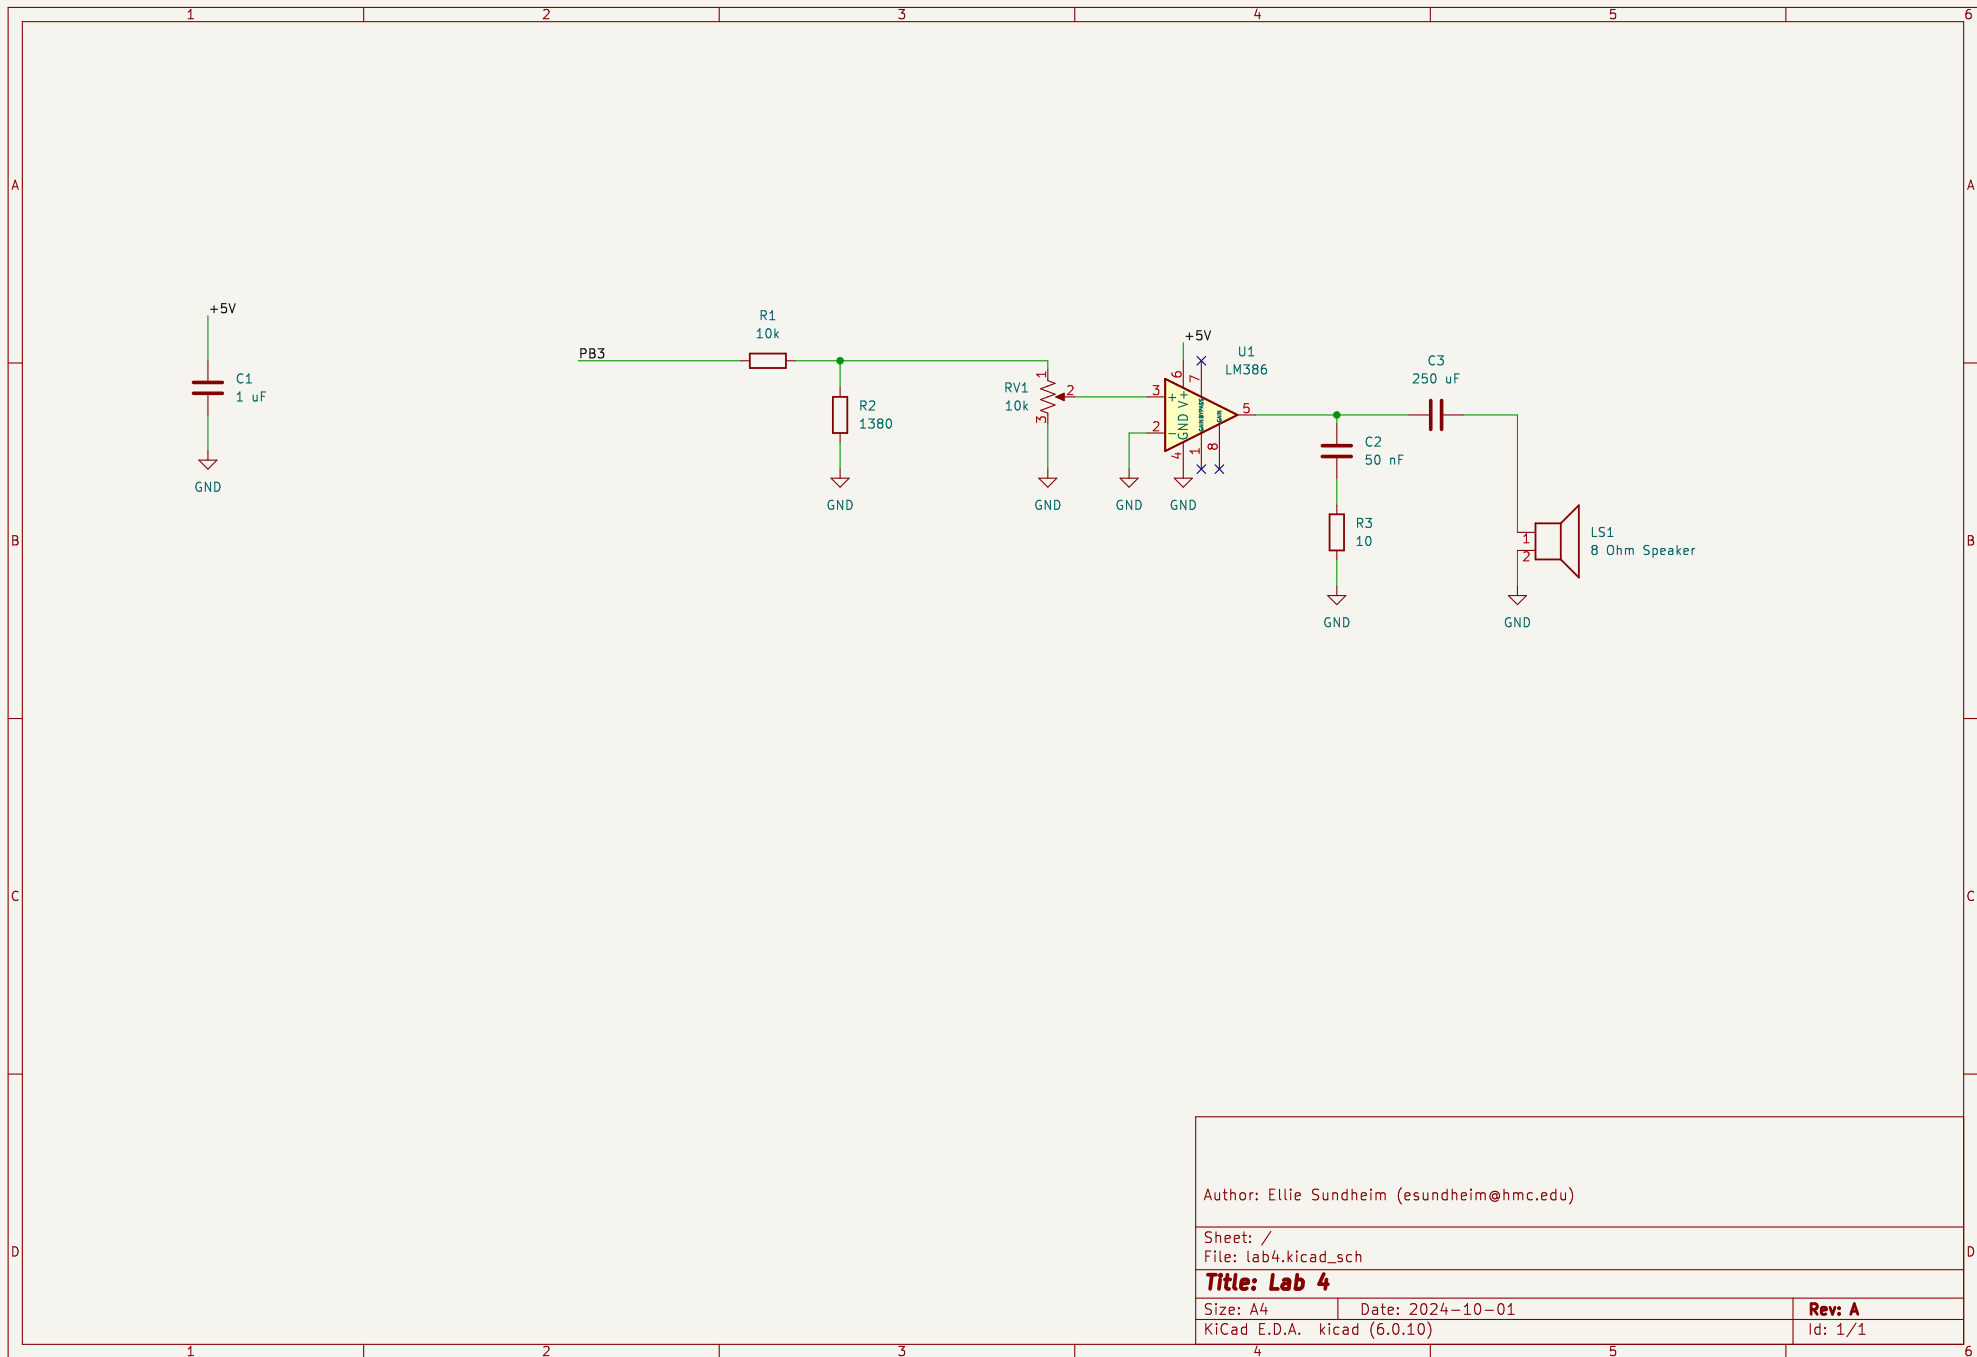 1 2 3 4 5 6
A A
+5V
C1
1 uF
GND
PB3
R1
10k
R2
1380
GND
RV1
10k
1
2
3
GND
+5V
U1
LM386
6
7
3
+
V+
BYPASS
GAIN
GAIN
5
2
-
GND
4
1
8
GND
GND
C3
250 uF
C2
50 nF
R3
10
GND
1
2
LS1
8 Ohm Speaker
GND
B B
C C
D D
Author: Ellie Sundheim (esundheim@hmc.edu)
Sheet: /
File: lab4.kicad_sch
Title: Lab 4
Size: A4 Date: 2024-10-01 Rev: A
KiCad E.D.A. kicad (6.0.10) Id: 1/1
1 2 3 4 5 6